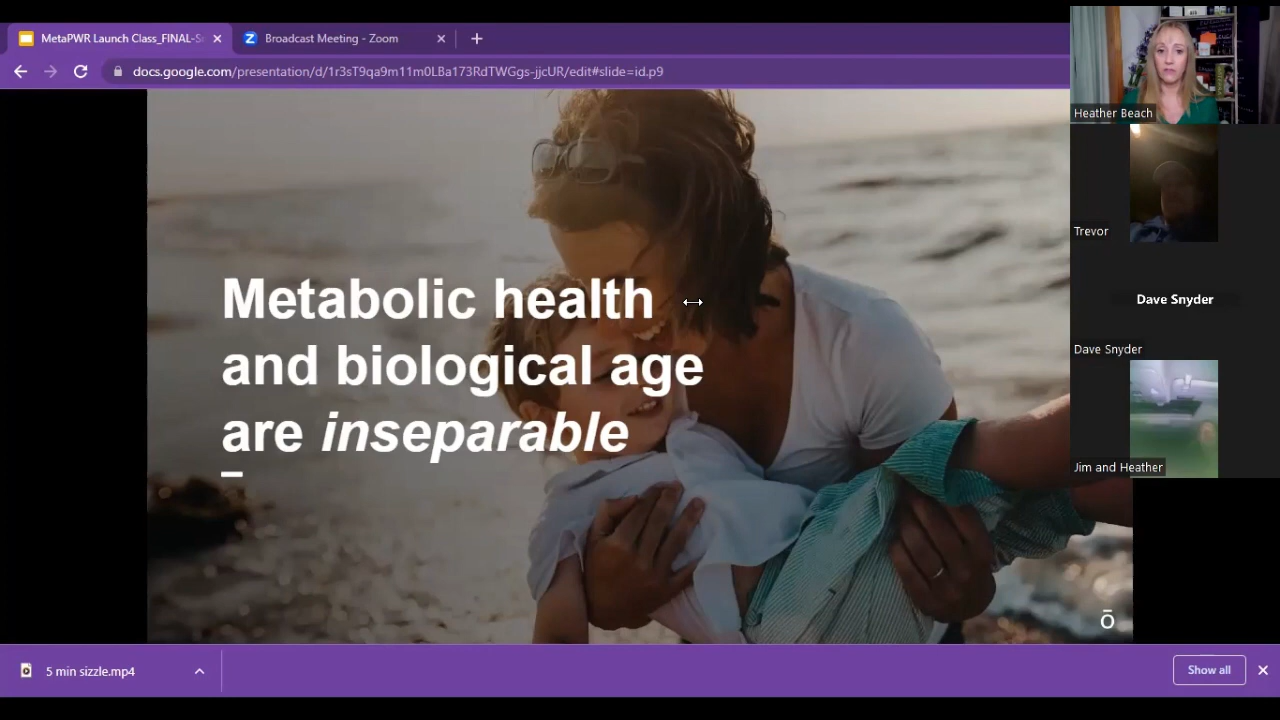 MetaPWR Launch Class_FINAL-S
Broadcast Meeting - Zoom
docs.google.com/presentation/d/1r3sT9qa9m11m0LBa173RdTWGgs-jjcUR/edit#slide=id.p9
Metabolic health
and biological age
are inseparable
ō
Heather Beach
Trevor
Dave Snyder
Dave Snyder
Jim and Heather
5 min sizzle.mp4
Show all